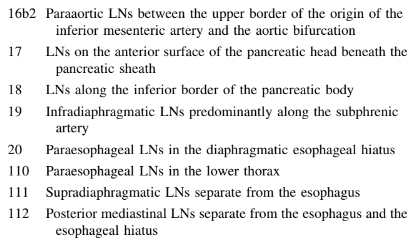 16b2 Paraaortic LNs between the upper border of the origin of the
inferior mesenteric artery and the aortic bifurcation
17 LNs on the anterior surface of the pancreatic head beneath the
pancreatic sheath
18 LNs along the inferior border of the pancreatic body
19 Infradiaphragmatic LNs predominantly along the subphrenic
artery
20 Paraesophageal LNs in the diaphragmatic esophageal hiatus
110 Paraesophageal LNs in the lower thorax
111 Supradiaphragmatic LNs separate from the esophagus
112 Posterior mediastinal LNs separate from the esophagus and the
esophageal hiatus